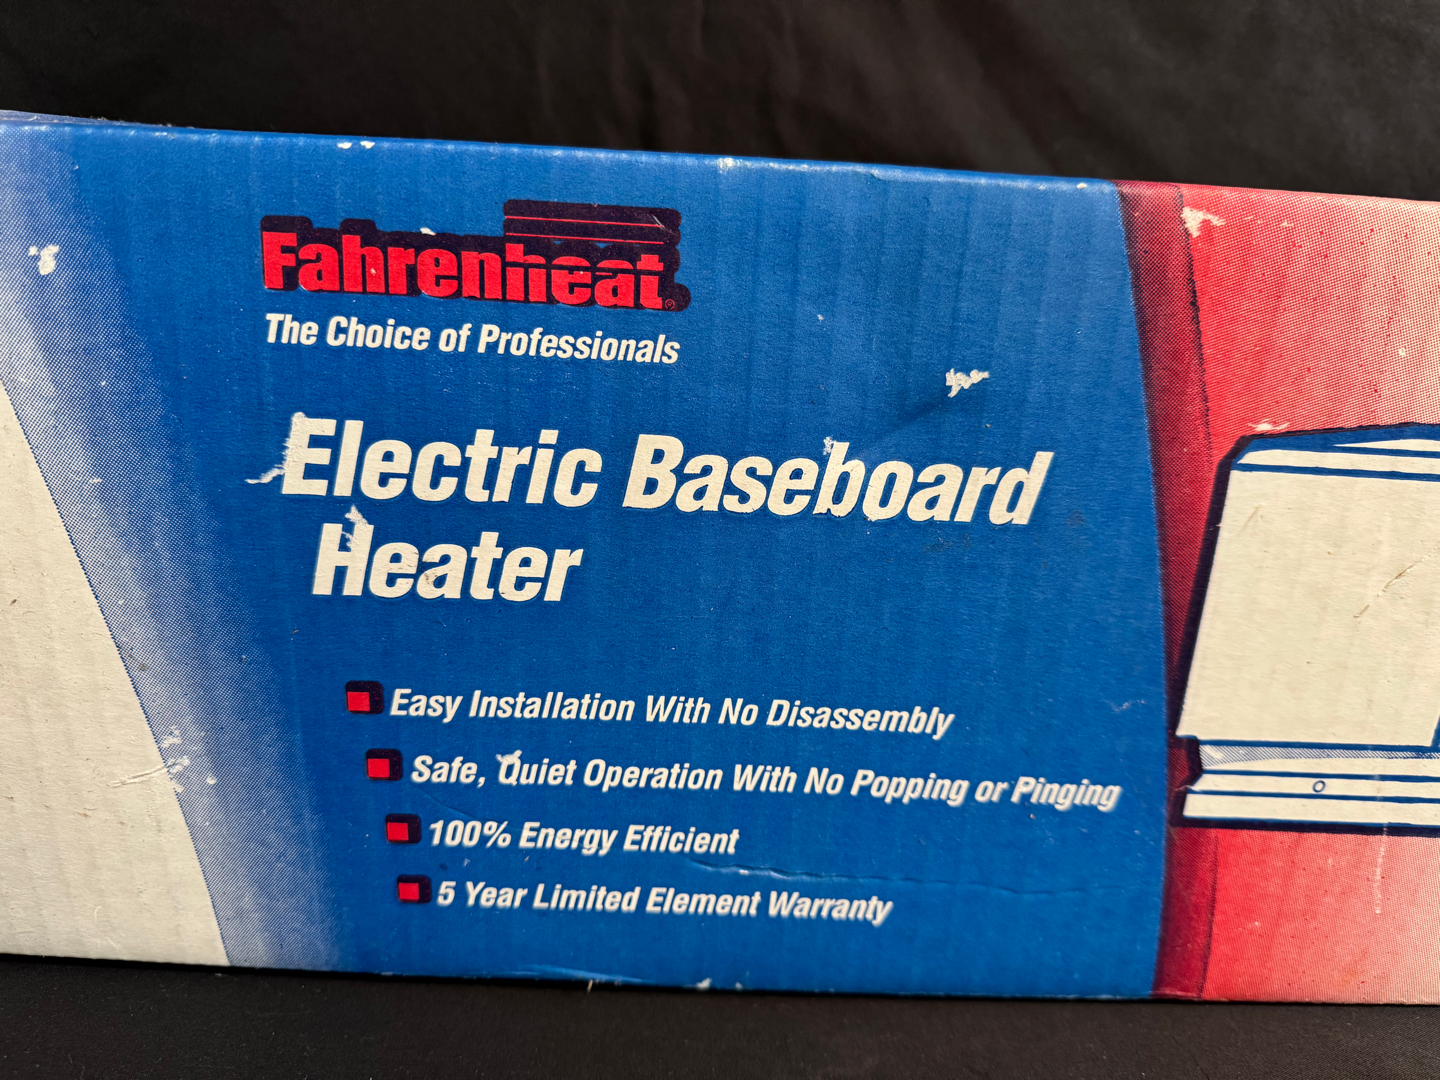 Fahrenheat®
The Choice of Professionals
Electric Baseboard
Heater
Easy Installation With No Disassembly
Safe, Quiet Operation With No Popping or Pinging
100% Energy Efficient
5 Year Limited Element Warranty